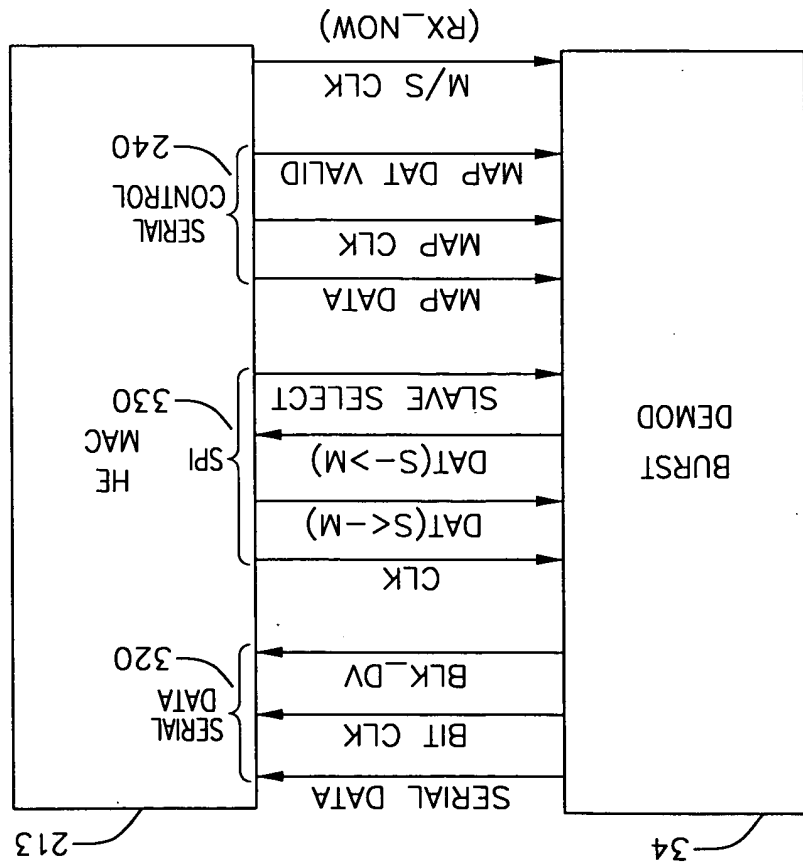 34
213
BURST
DEMOD
SERIAL DATA
BIT CLK
BLK_DV
SERIAL
DATA
320
CLK
DAT(S<-M)
DAT(S->M)
SLAVE SELECT
SPI
330
HE
MAC
MAP DATA
MAP CLK
MAP DAT VALID
SERIAL
CONTROL
240
M/S CLK
(RX_NOW)